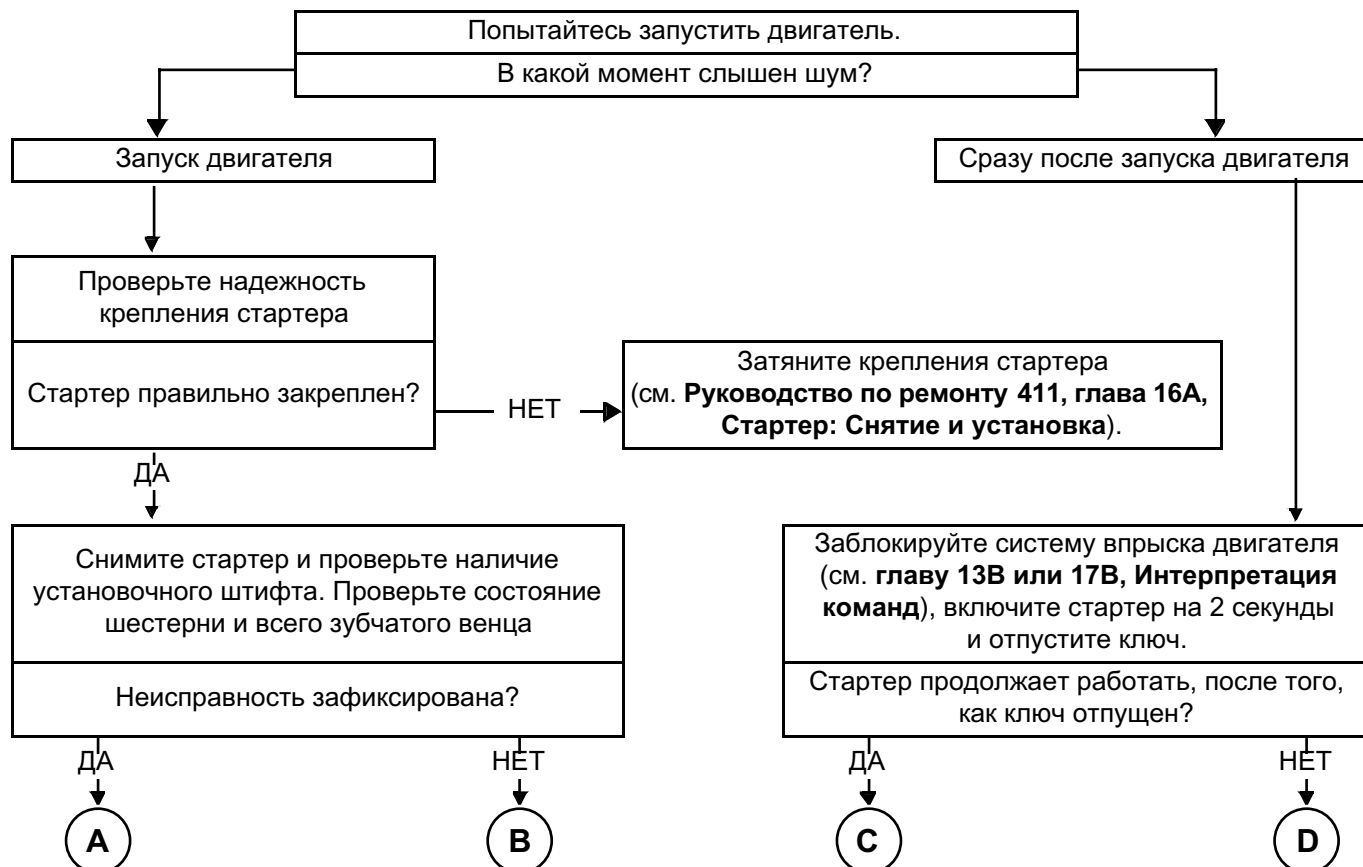 Попытайтесь запустить двигатель.
В какой момент слышен шум?
Запуск двигателя
Сразу после запуска двигателя
Проверьте надежность
крепления стартера
Стартер правильно закреплен?
НЕТ
Затяните крепления стартера
(см. Руководство по ремонту 411, глава 16А,
Стартер: Снятие и установка).
ДА
Снимите стартер и проверьте наличие
установочного штифта. Проверьте состояние
шестерни и всего зубчатого венца
Неисправность зафиксирована?
Заблокируйте систему впрыска двигателя
(см. главу 13В или 17В, Интерпретация
команд), включите стартер на 2 секунды
и отпустите ключ.
Стартер продолжает работать, после того,
как ключ отпущен?
ДА
НЕТ
ДА
НЕТ
A
B
C
D